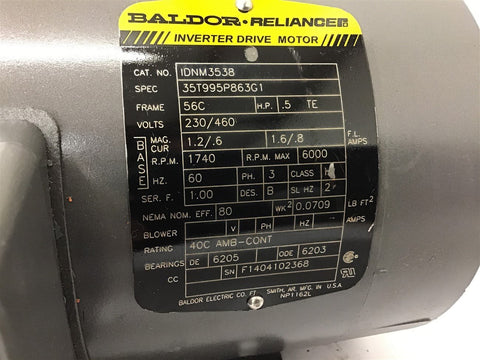 BALDOR • RELIANCE
INVERTER DRIVE MOTOR
CAT. NO. IDNM3538
SPEC 35T995P863G1
FRAME 56C H.P. .5 TE
VOLTS 230/460
BASE MAG. CUR 1.2/.6 1.6/.8 F.L. AMPS
R.P.M. 1740 R.P.M. MAX 6000
HZ. 60 PH. 3 CLASS
SER. F. 1.00 DES. B SL HZ 2
NEMA NOM. EFF. 80 WK² 0.0709 LB FT²
BLOWER V PH HZ AMPS
RATING 40C AMB-CONT
BEARINGS DE 6205 ODE 6203
CC SN F1404102368
BALDOR ELECTRIC CO. FT. SMITH, AR. MFG. IN U.S.A.
NP1162L